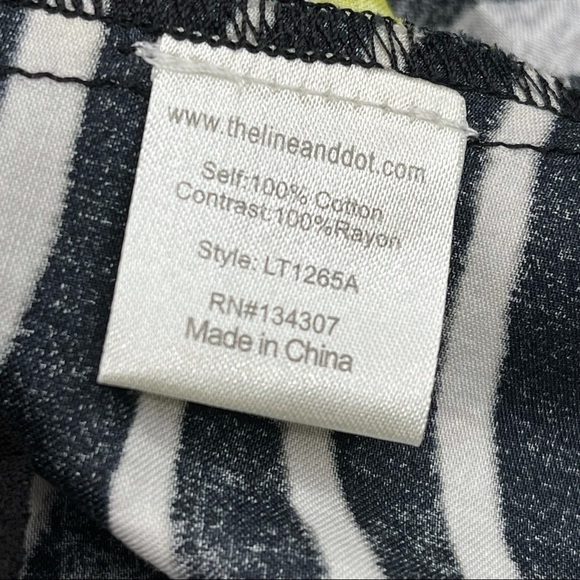 www.thelineanddot.com
Self:100% Cotton
Contrast:100%Rayon
Style: LT1265A
RN#134307
Made in China